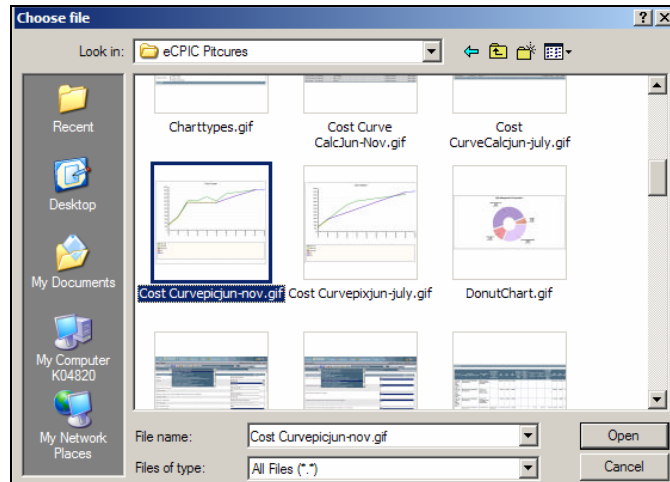 Choose file
Look in:
eCPIC Pitcures
Recent
Desktop
My Documents
My Computer
K04820
My Network
Places
Charttypes.gif
Cost Curve
CalcJun-Nov.gif
Cost
CurveCalcjun-july.gif
Cost Curvepicjun-nov.gif
Cost Curvepixjun-july.gif
DonutChart.gif
File name:
Cost Curvepicjun-nov.gif
Open
Files of type:
All Files (*.*)
Cancel